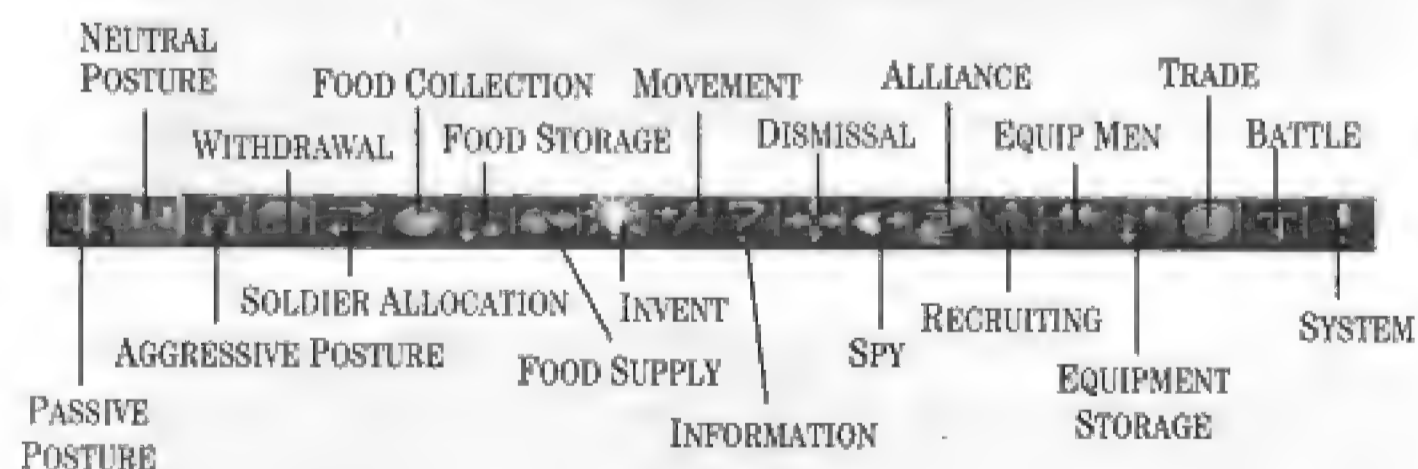 NEUTRAL
POSTURE
FOOD COLLECTION
MOVEMENT
ALLIANCE
TRADE
WITHDRAWAL
FOOD STORAGE
DISMISSAL
EQUIP MEN
BATTLE
SOLDIER ALLOCATION
INVENT
RECRUITING
SYSTEM
AGGRESSIVE POSTURE
FOOD SUPPLY
SPY
EQUIPMENT
STORAGE
PASSIVE
POSTURE
INFORMATION